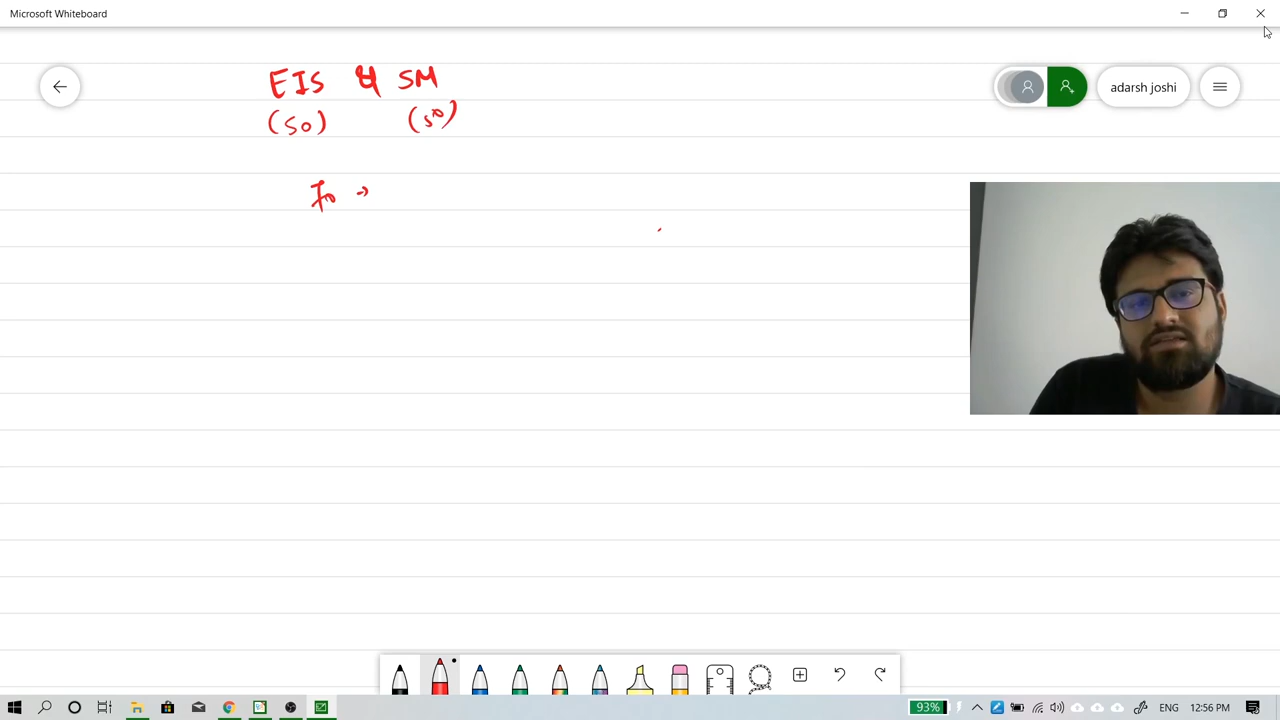 Microsoft Whiteboard
EIS & SM
(50) (50)
adarsh joshi
93% ENG 12:56 PM